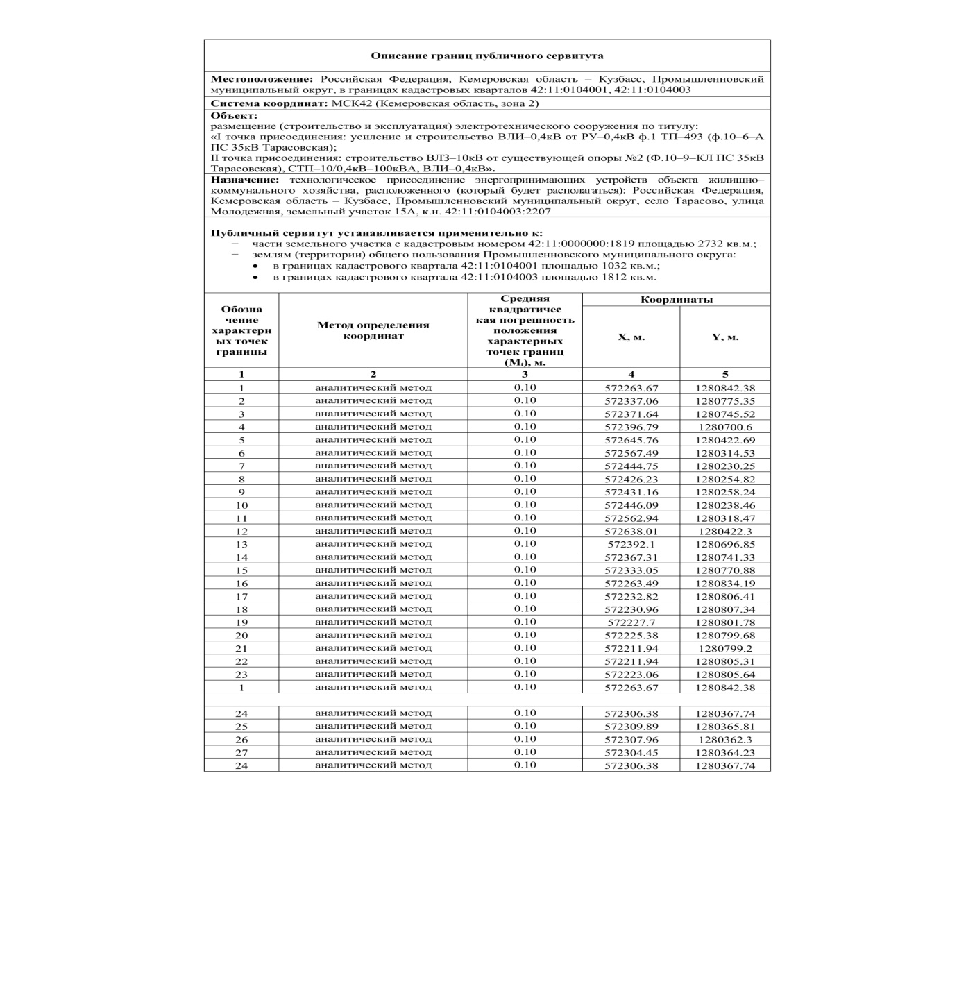 Описание границ публичного сервитута
Местоположение: Российская Федерация, Кемеровская область – Кузбасс, Промышленновский
муниципальный округ, в границах кадастровых кварталов 42:11:0104001, 42:11:0104003
Система координат: МСК42 (Кемеровская область, зона 2)
Объект:
размещение (строительство и эксплуатация) электротехнического сооружения по титулу:
«I точка присоединения: усиление и строительство ВЛИ–0,4кВ от РУ–0,4кВ ф.1 ТП–493 (ф.10–6–А
ПС 35кВ Тарасовская);
II точка присоединения: строительство ВЛЗ–10кВ от существующей опоры №2 (Ф.10–9–КЛ ПС 35кВ
Тарасовская), СТП–10/0,4кВ–100кВА, ВЛИ–0,4кВ».
Назначение: технологическое присоединение энергопринимающих устройств объекта жилищно–
коммунального хозяйства, расположенного (который будет располагаться): Российская Федерация,
Кемеровская область – Кузбасс, Промышленновский муниципальный округ, село Тарасово, улица
Молодежная, земельный участок 15А, к.н. 42:11:0104003:2207
Публичный сервитут устанавливается применительно к:
− части земельного участка с кадастровым номером 42:11:0000000:1819 площадью 2732 кв.м.;
− землям (территории) общего пользования Промышленновского муниципального округа:
• в границах кадастрового квартала 42:11:0104001 площадью 1032 кв.м.;
• в границах кадастрового квартала 42:11:0104003 площадью 1812 кв.м.
Обозна
чение
характерн
ых точек
границы
Метод определения
координат
Средняя
квадратичес
кая погрешность
положения
характерных
точек границ
(Mt), м.
Координаты
X, м.
Y, м.
1 2 3 4 5
1 аналитический метод 0.10 572263.67 1280842.38
2 аналитический метод 0.10 572337.06 1280775.35
3 аналитический метод 0.10 572371.64 1280745.52
4 аналитический метод 0.10 572396.79 1280700.6
5 аналитический метод 0.10 572645.76 1280422.69
6 аналитический метод 0.10 572567.49 1280314.53
7 аналитический метод 0.10 572444.75 1280230.25
8 аналитический метод 0.10 572426.23 1280254.82
9 аналитический метод 0.10 572431.16 1280258.24
10 аналитический метод 0.10 572446.09 1280238.46
11 аналитический метод 0.10 572562.94 1280318.47
12 аналитический метод 0.10 572638.01 1280422.3
13 аналитический метод 0.10 572392.1 1280696.85
14 аналитический метод 0.10 572367.31 1280741.33
15 аналитический метод 0.10 572333.05 1280770.88
16 аналитический метод 0.10 572263.49 1280834.19
17 аналитический метод 0.10 572232.82 1280806.41
18 аналитический метод 0.10 572230.96 1280807.34
19 аналитический метод 0.10 572227.7 1280801.78
20 аналитический метод 0.10 572225.38 1280799.68
21 аналитический метод 0.10 572211.94 1280799.2
22 аналитический метод 0.10 572211.94 1280805.31
23 аналитический метод 0.10 572223.06 1280805.64
1 аналитический метод 0.10 572263.67 1280842.38
24 аналитический метод 0.10 572306.38 1280367.74
25 аналитический метод 0.10 572309.89 1280365.81
26 аналитический метод 0.10 572307.96 1280362.3
27 аналитический метод 0.10 572304.45 1280364.23
24 аналитический метод 0.10 572306.38 1280367.74